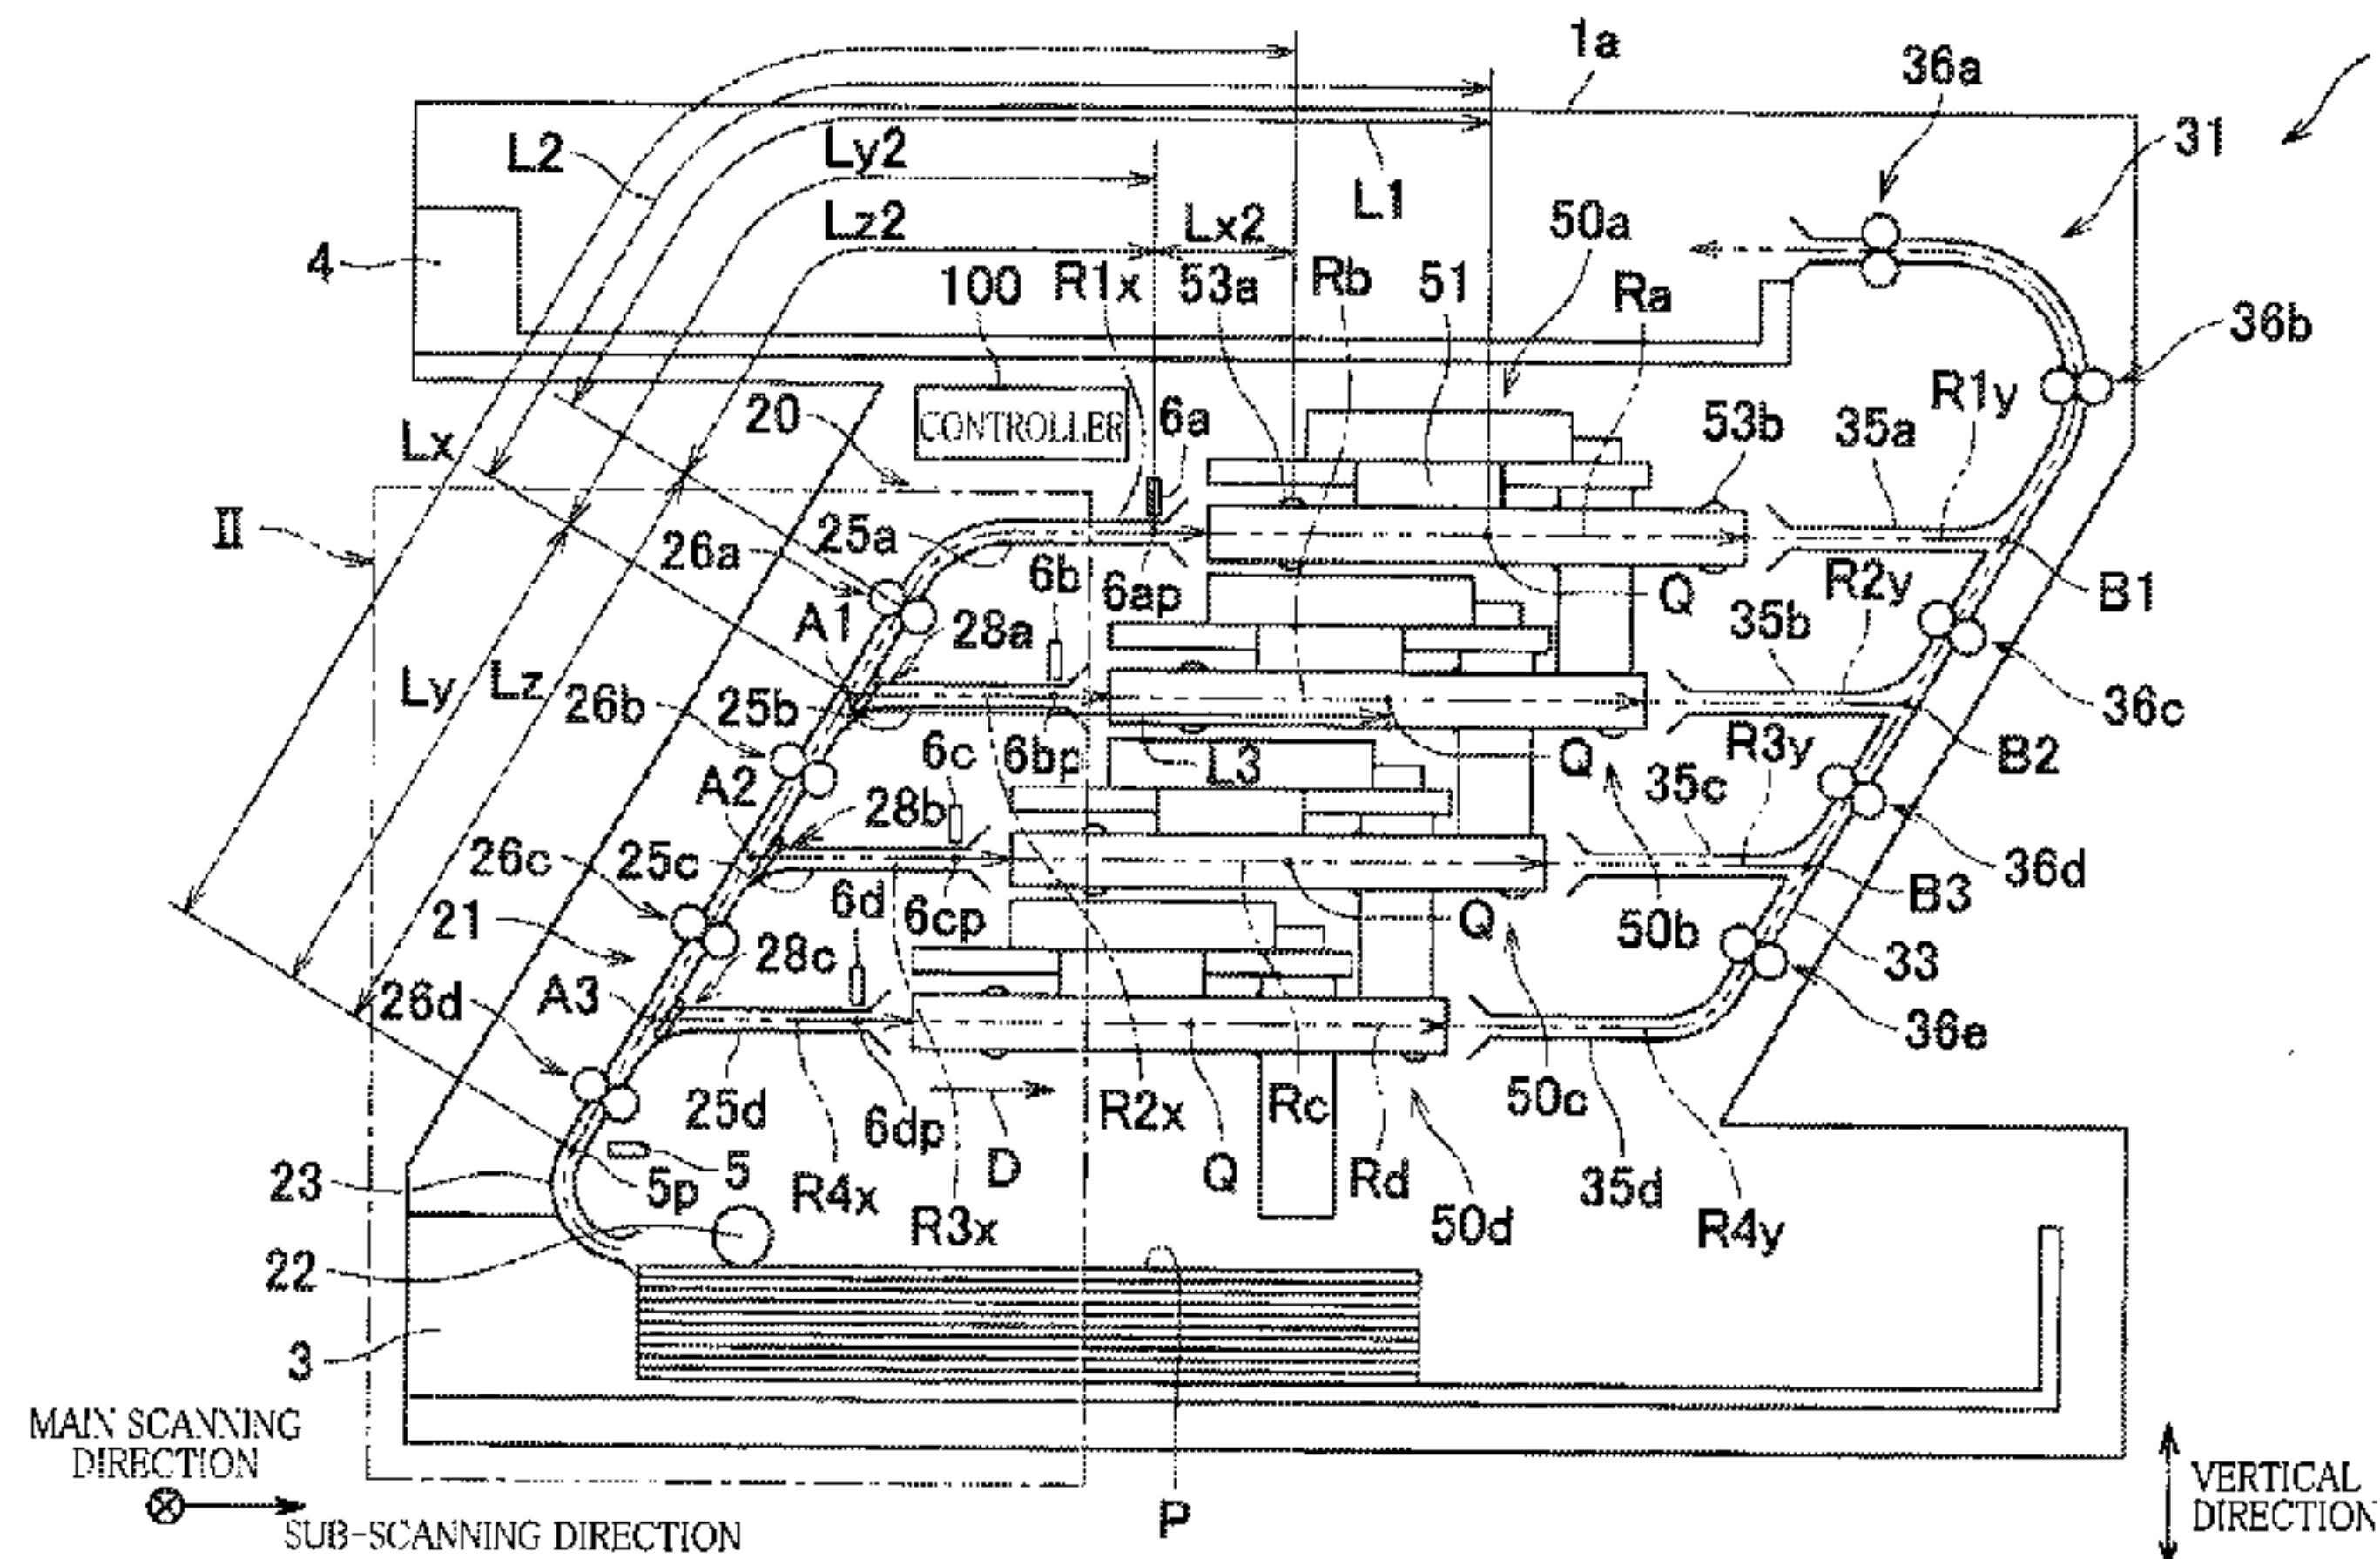 1a
36a
31
L2
Ly2
L1
Lz2
Lx2
50a
4
100
R1x
53a
Rb
51
Ra
36b
CONTROLLER
6a
R1y
Lx
20
53b
35a
II
26a
25a
6b
6ap
Q
R2y
B1
A1
28a
35b
Ly
Lz
26b
25b
6c
6bp
L3
Q
R3y
B2
36c
A2
28b
35c
26c
25c
6d
6cp
Q
50b
B3
36d
21
28c
33
26d
A3
36e
25d
6dp
R2x
Rc
50c
23
5p
5
R4x
D
Q
Rd
35d
R3x
50d
R4y
22
3
MAIN SCANNING
DIRECTION
SUB-SCANNING DIRECTION
P
VERTICAL
DIRECTION